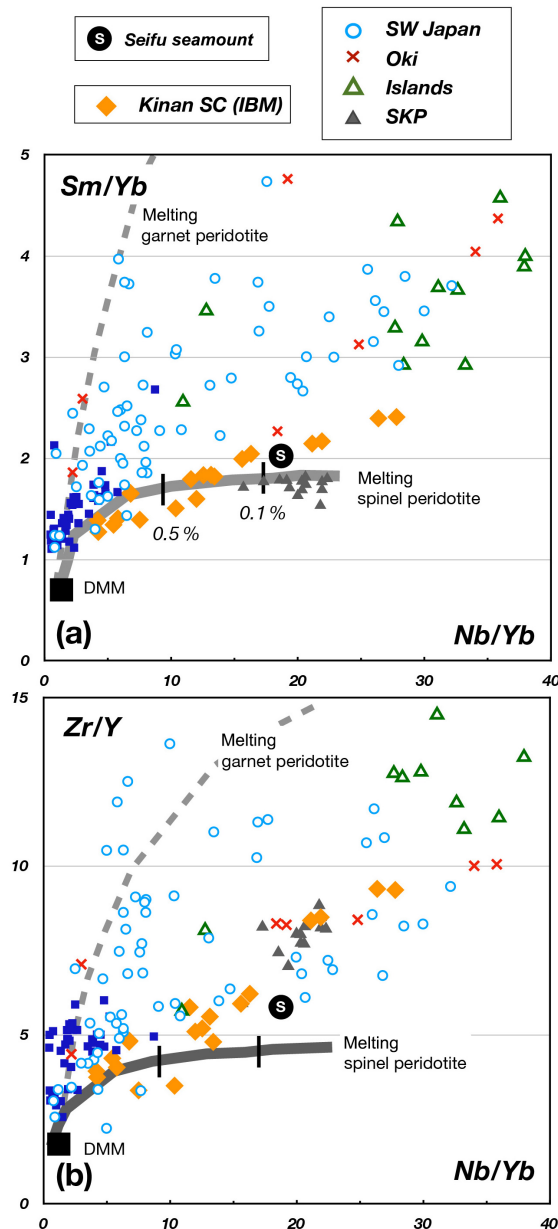 S Seifu seamount
Kinan SC (IBM)
SW Japan
Oki
Islands
SKP
5
4
3
2
1
0
Sm/Yb
Melting
garnet peridotite
S
Melting
spinel peridotite
0.5 %
0.1 %
DMM
(a)
Nb/Yb
0
10
20
30
40
15
10
5
0
Zr/Y
Melting
garnet peridotite
S
Melting
spinel peridotite
DMM
(b)
Nb/Yb
0
10
20
30
40